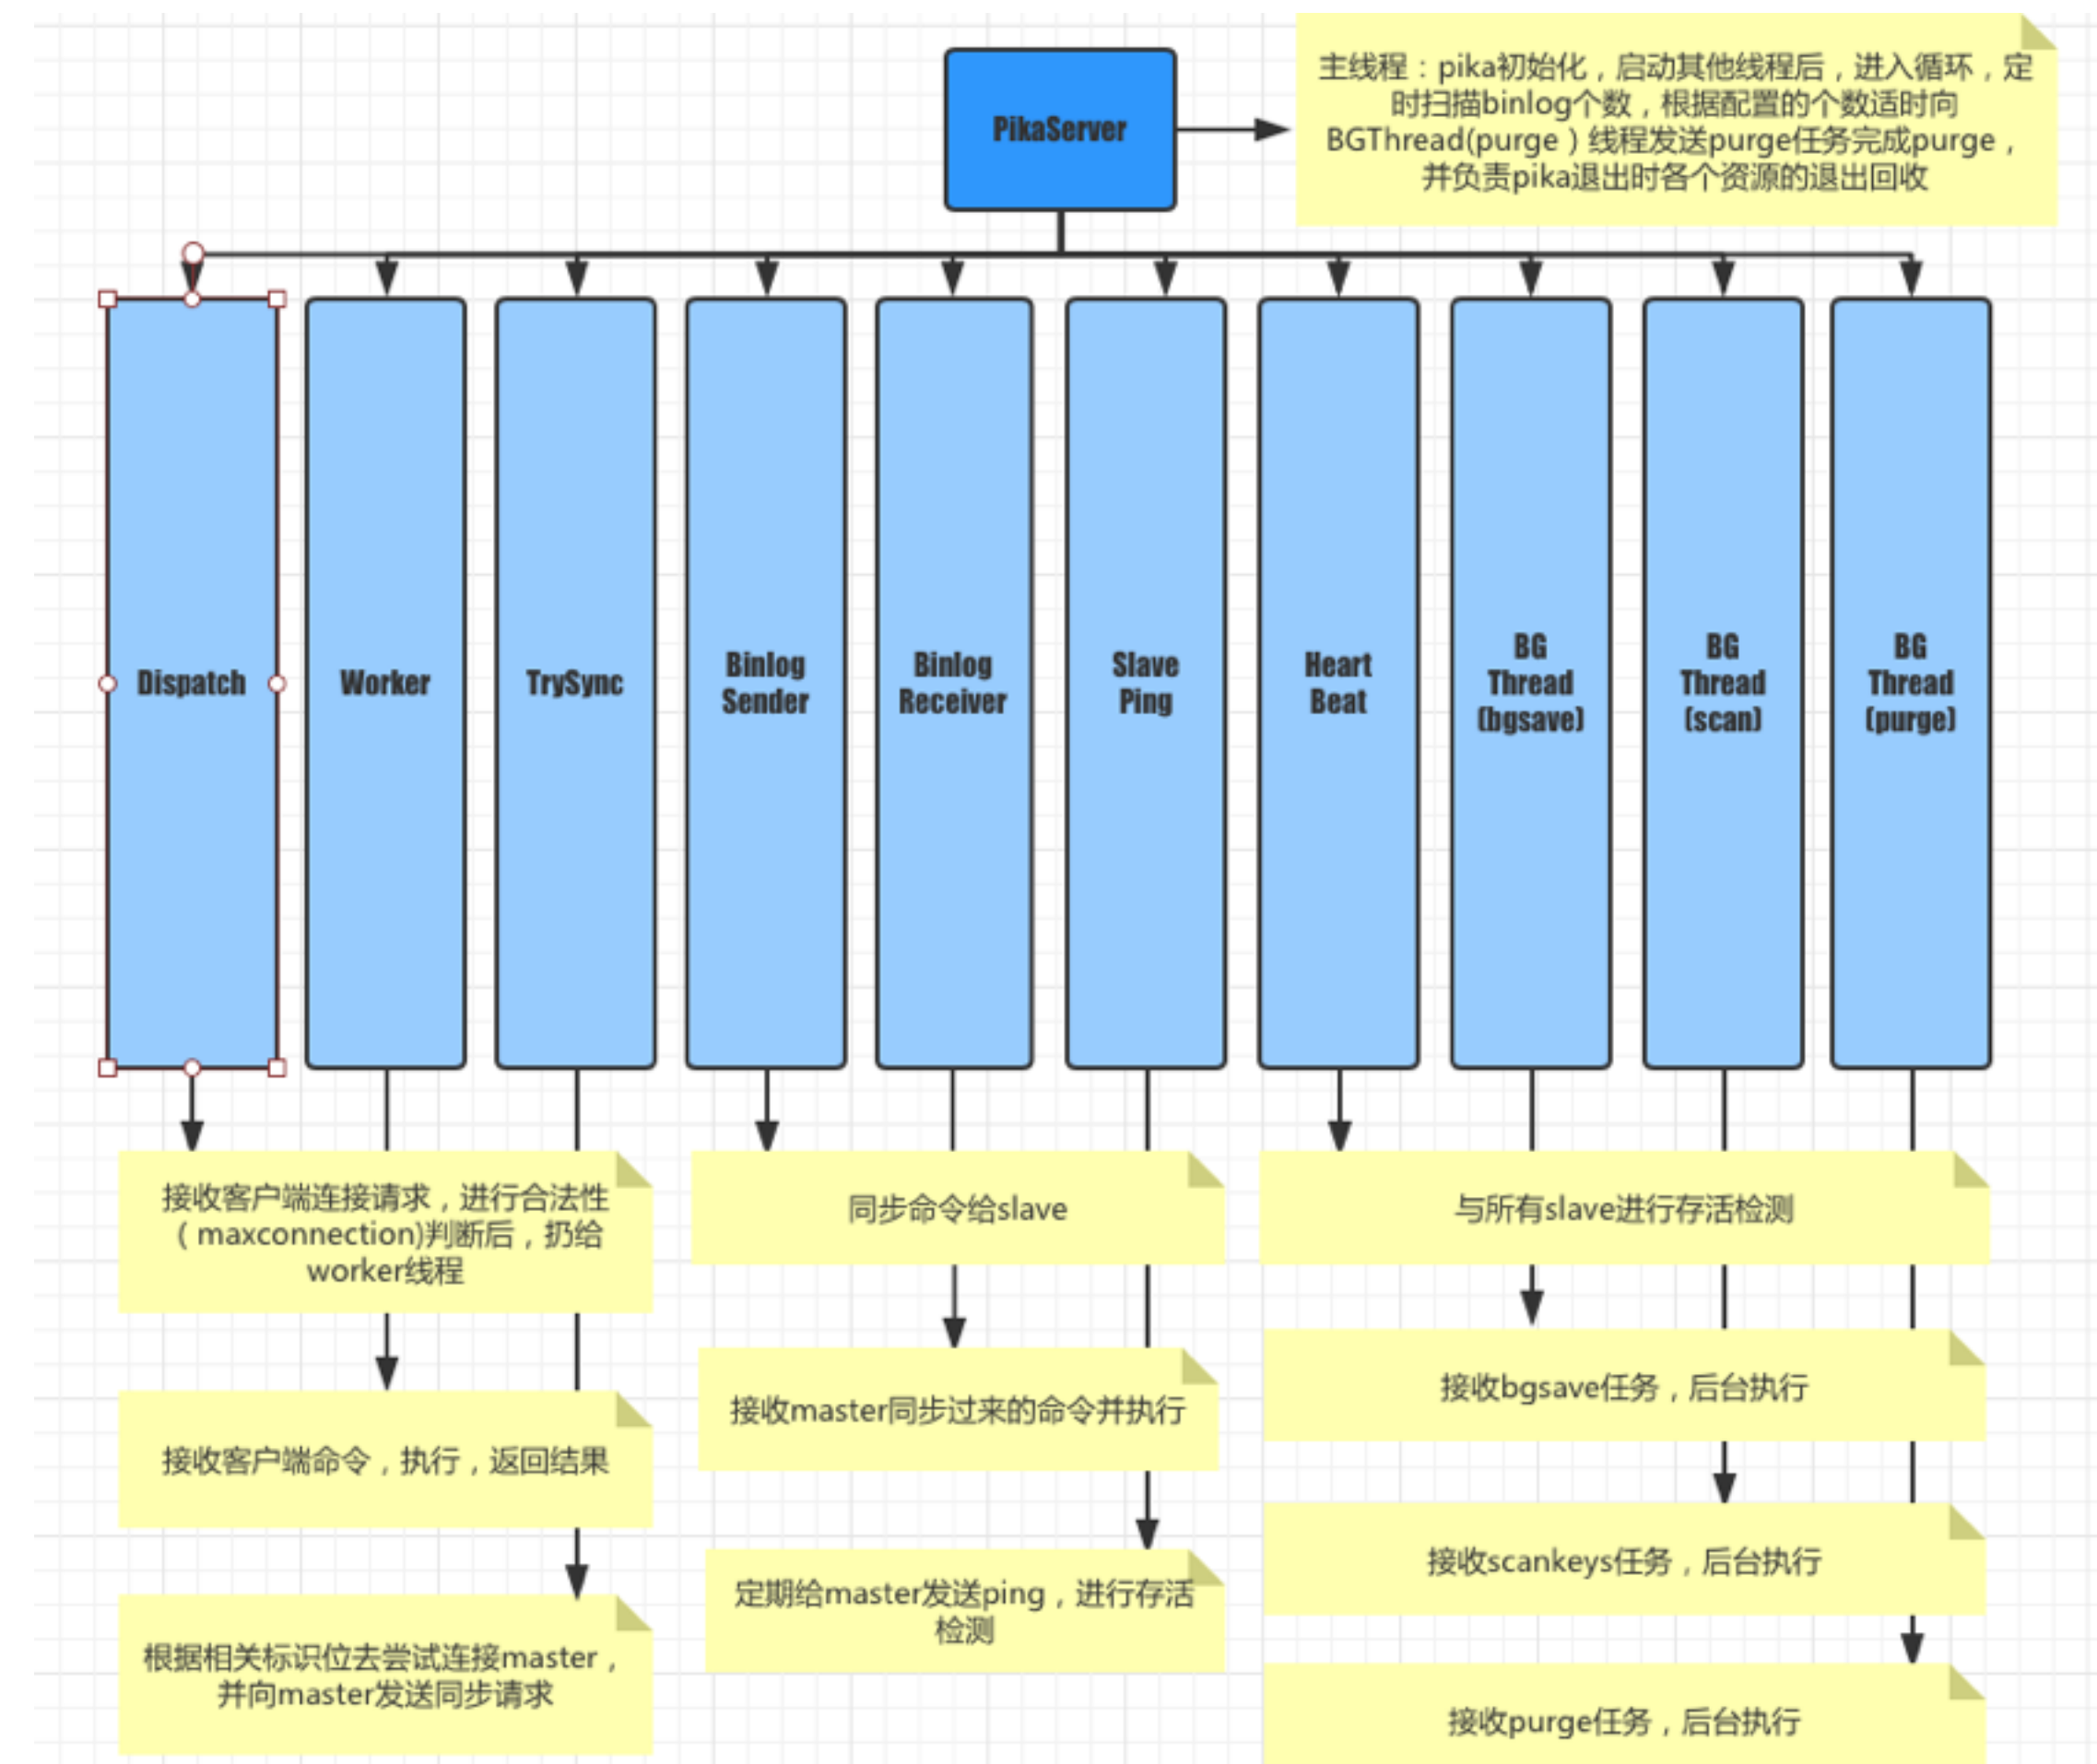 PikaServer
主线程：pika初始化，启动其他线程后，进入循环，定
时扫描binlog个数，根据配置的个数适时向
BGThread(purge ) 线程发送purge任务完成purge，
并负责pika退出时各个资源的退出回收
Dispatch
Worker
TrySync
Binlog
Sender
Binlog
Receiver
Slave
Ping
Heart
Beat
BG
Thread
(bgsave)
BG
Thread
(scan)
BG
Thread
(purge)
接收客户端连接请求，进行合法性
（ maxconnection)判断后，扔给
worker线程
接收客户端命令，执行，返回结果
根据相关标识位去尝试连接master，
并向master发送同步请求
同步命令给slave
接收master同步过来的命令并执行
定期给master发送ping，进行存活
检测
与所有slave进行存活检测
接收bgsave任务，后台执行
接收scankeys任务，后台执行
接收purge任务，后台执行